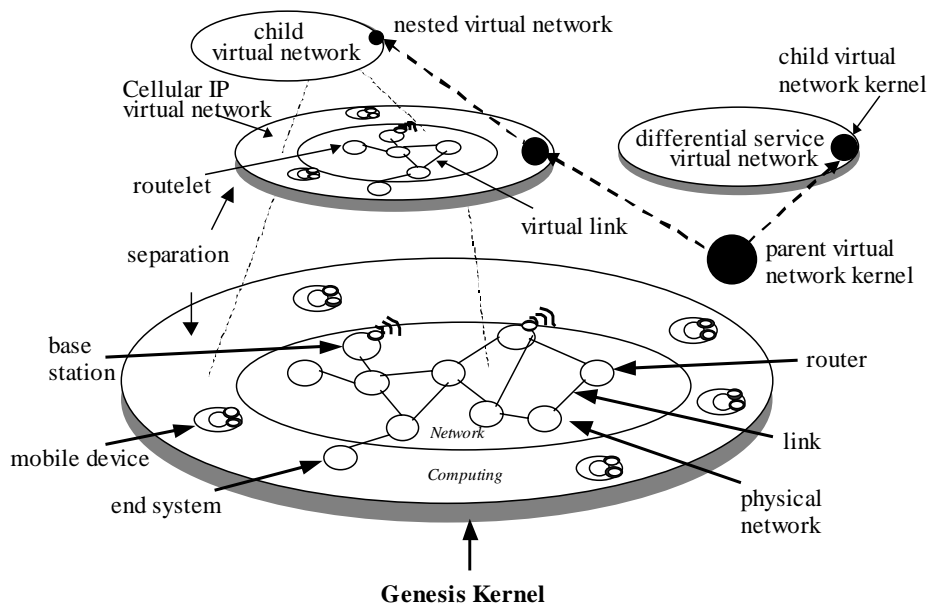 child
virtual network
nested virtual network
child virtual
network kernel
Cellular IP
virtual network
differential service
virtual network
routelet
virtual link
separation
parent virtual
network kernel
base
station
router
Network
link
mobile device
Computing
end system
physical
network
Genesis Kernel